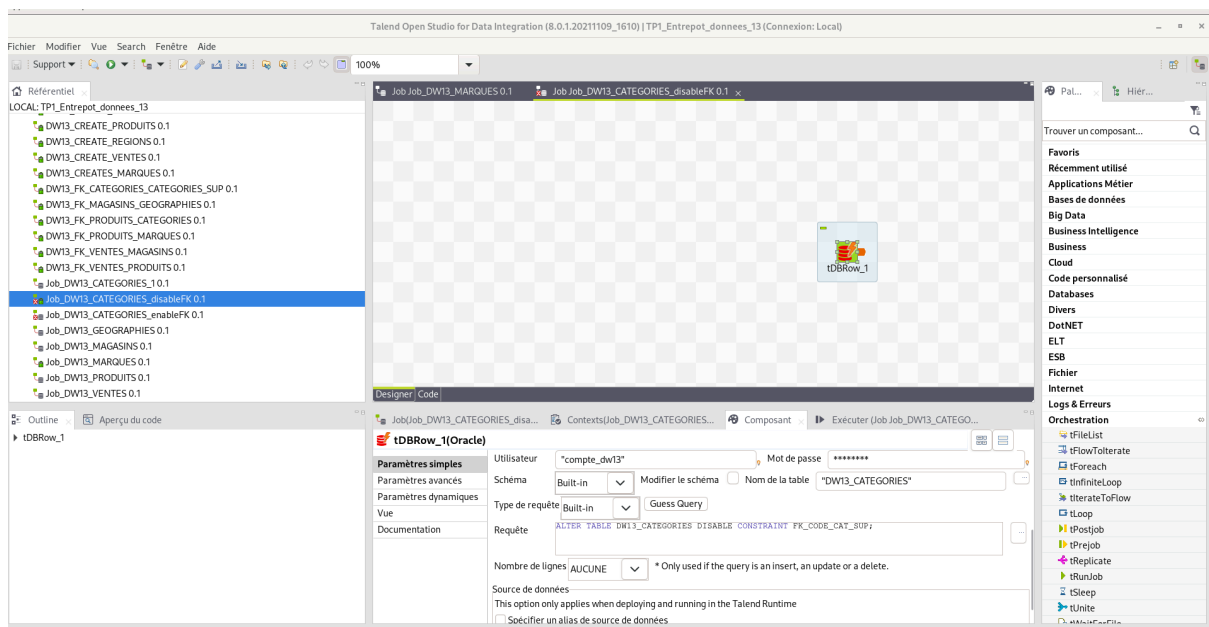 Talend Open Studio for Data Integration (8.0.1.20211109_1610) | TP1_Entrepot_donnees_13 (Connexion: Local)
Fichier Modifier Vue Search Fenêtre Aide
Support
100%
Référentiel
LOCAL: TP1_Entrepot_donnees_13
DW13_CREATE_PRODUITS 0.1
DW13_CREATE_REGIONS 0.1
DW13_CREATE_VENTES 0.1
DW13_CREATES_MARQUES 0.1
DW13_FK_CATEGORIES_CATEGORIES_SUP 0.1
DW13_FK_MAGASINS_GEOGRAPHIES 0.1
DW13_FK_PRODUITS_CATEGORIES 0.1
DW13_FK_PRODUITS_MARQUES 0.1
DW13_FK_VENTES_MAGASINS 0.1
DW13_FK_VENTES_PRODUITS 0.1
Job_DW13_CATEGORIES_1 0.1
Job_DW13_CATEGORIES_disableFK 0.1
Job_DW13_CATEGORIES_enableFK 0.1
Job_DW13_GEOGRAPHIES 0.1
Job_DW13_MAGASINS 0.1
Job_DW13_MARQUES 0.1
Job_DW13_PRODUITS 0.1
Job_DW13_VENTES 0.1
Outline Aperçu du code
tDBRow_1
Job Job_DW13_MARQUES 0.1 Job Job_DW13_CATEGORIES_disableFK 0.1
tDBRow_1
Designer Code
Job(Job_DW13_CATEGORIES_disa... Contexts(Job_DW13_CATEGORIES... Composant Exécuter (Job Job_DW13_CATEGO...
tDBRow_1(Oracle)
Paramètres simples
Paramètres avancés
Paramètres dynamiques
Vue
Documentation
Utilisateur "compte_dw13" Mot de passe ********
Schéma Built-in Modifier le schéma Nom de la table "DW13_CATEGORIES" ...
Type de requête Built-in Guess Query
Requête ALTER TABLE DW13_CATEGORIES DISABLE CONSTRAINT FK_CODE_CAT_SUP; ...
Nombre de lignes AUCUNE * Only used if the query is an insert, an update or a delete.
Source de données
This option only applies when deploying and running in the Talend Runtime
Spécifier un alias de source de données
Pal... Hiér...
Trouver un composant...
Favoris
Récemment utilisé
Applications Métier
Bases de données
Big Data
Business Intelligence
Business
Cloud
Code personnalisé
Databases
Divers
DotNET
ELT
ESB
Fichier
Internet
Logs & Erreurs
Orchestration
tFileList
tFlowToIterate
tForeach
tInfiniteLoop
tIterateToFlow
tLoop
tPostjob
tPrejob
tReplicate
tRunJob
tSleep
tUnite
tWaitForFile